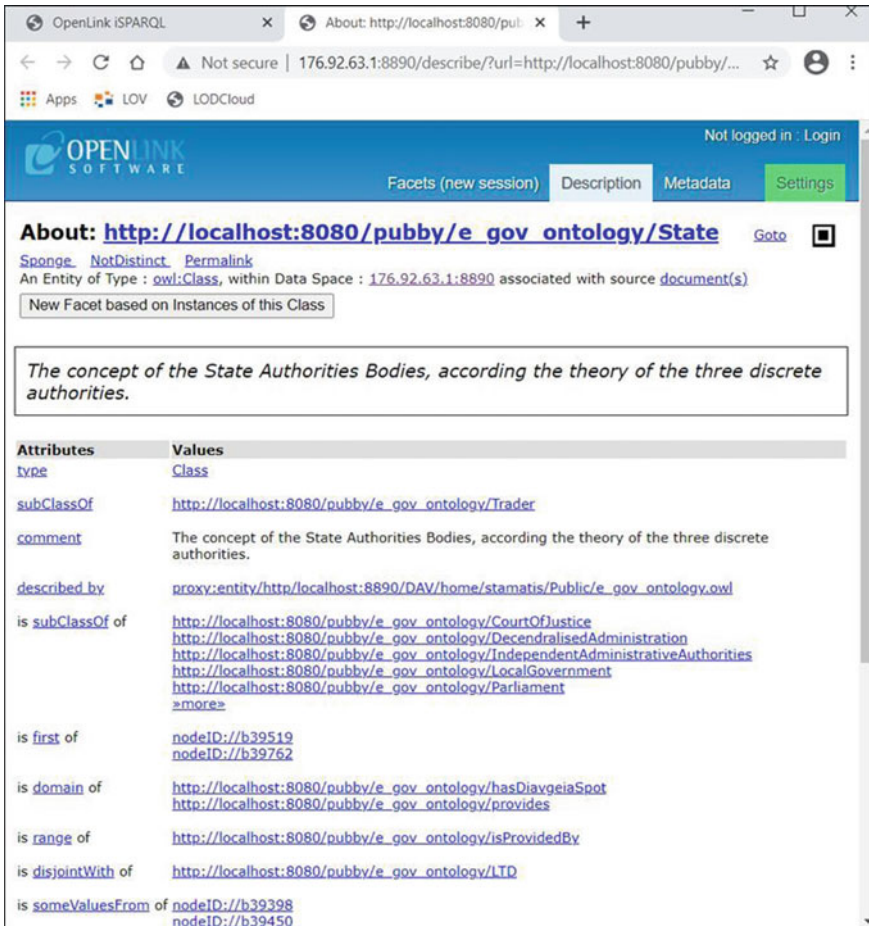 OpenLink iSPARQL
About: http://localhost:8080/pub
Not secure | 176.92.63.1:8890/describe/?url=http://localhost:8080/pubby/...
Apps LOV LODCloud
Not logged in : Login
OPENLINK
SOFTWARE
Facets (new session) Description Metadata Settings
About: http://localhost:8080/pubby/e_gov_ontology/State Goto
Sponge NotDistinct Permalink
An Entity of Type : owl:Class, within Data Space : 176.92.63.1:8890 associated with source document(s)
New Facet based on Instances of this Class
The concept of the State Authorities Bodies, according the theory of the three discrete
authorities.
Attributes Values
type Class
subClassOf http://localhost:8080/pubby/e_gov_ontology/Trader
comment The concept of the State Authorities Bodies, according the theory of the three discrete
authorities.
described by proxy:entity/http/localhost:8890/DAV/home/stamatis/Public/e_gov_ontology.owl
is subClassOf of http://localhost:8080/pubby/e_gov_ontology/CourtOfJustice
http://localhost:8080/pubby/e_gov_ontology/DecendralisedAdministration
http://localhost:8080/pubby/e_gov_ontology/IndependentAdministrativeAuthorities
http://localhost:8080/pubby/e_gov_ontology/LocalGovernment
http://localhost:8080/pubby/e_gov_ontology/Parliament
»more»
is first of nodeID://b39519
nodeID://b39762
is domain of http://localhost:8080/pubby/e_gov_ontology/hasDiavgeiaSpot
http://localhost:8080/pubby/e_gov_ontology/provides
is range of http://localhost:8080/pubby/e_gov_ontology/isProvidedBy
is disjointWith of http://localhost:8080/pubby/e_gov_ontology/LTD
is someValuesFrom of nodeID://b39398
nodeID://b39450